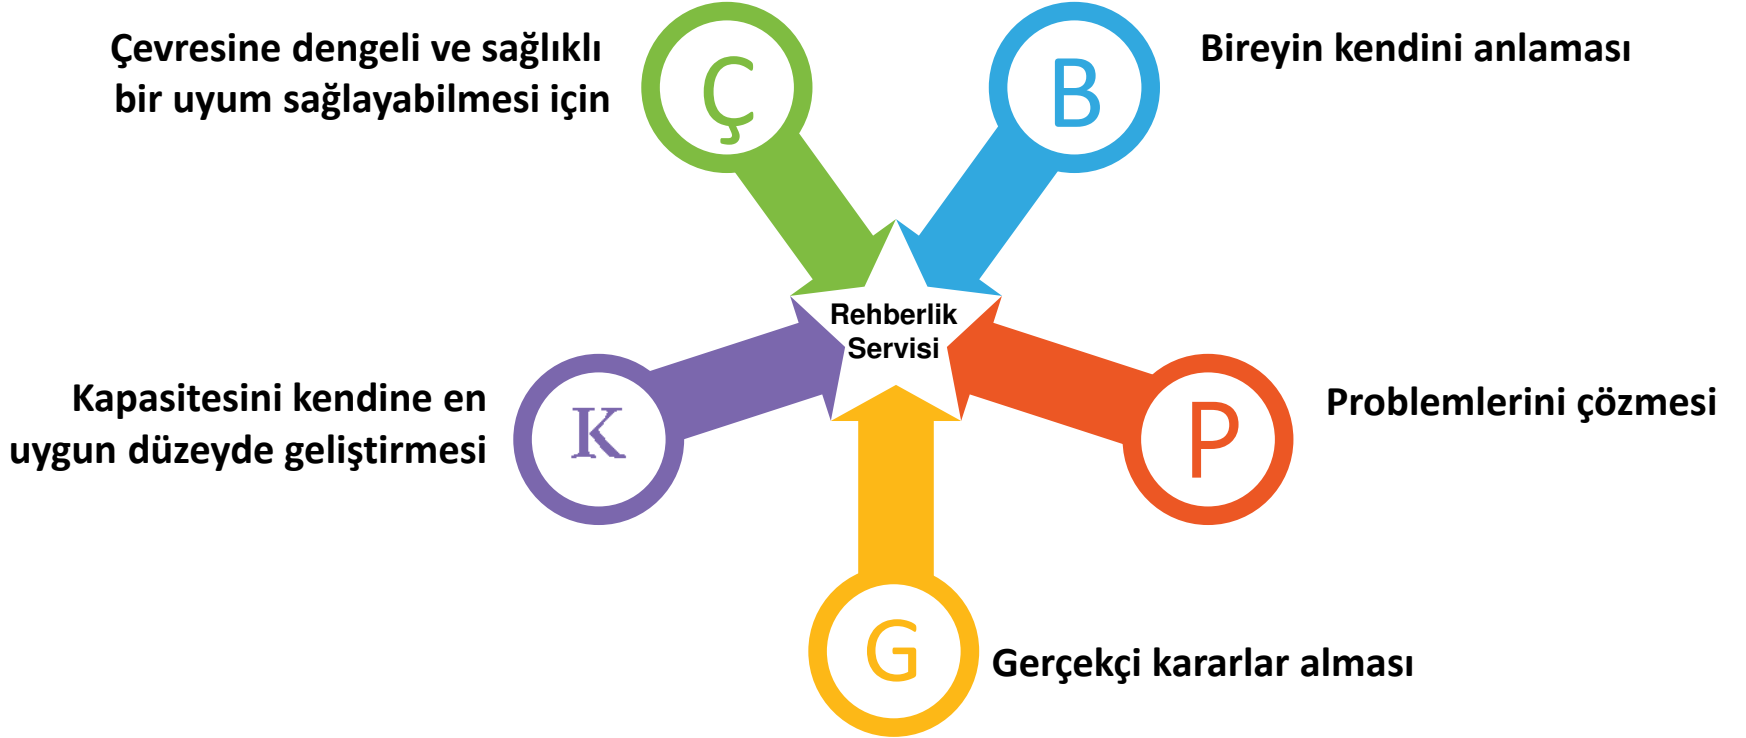 Çevresine dengeli ve sağlıklı
bir uyum sağlayabilmesi için
Ç
B
Bireyin kendini anlaması
Rehberlik
Servisi
Kapasitesini kendine en
uygun düzeyde geliştirmesi
K
P
Problemlerini çözmesi
G
Gerçekçi kararlar alması